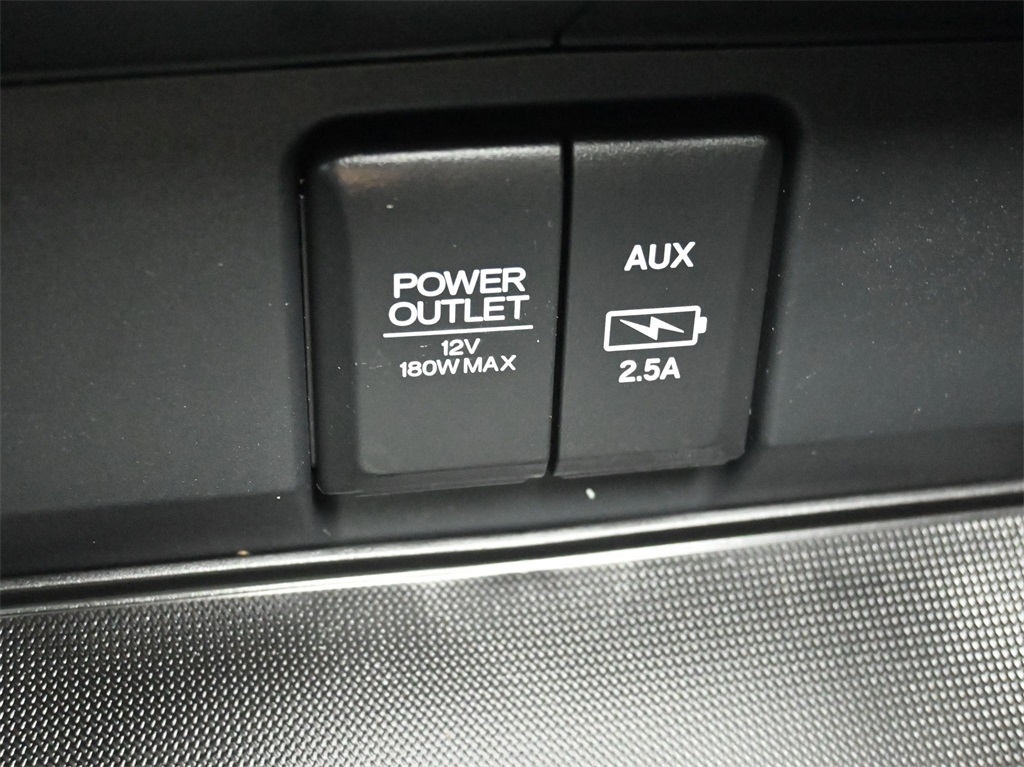 POWER
OUTLET
12V
180W MAX
AUX
2.5A